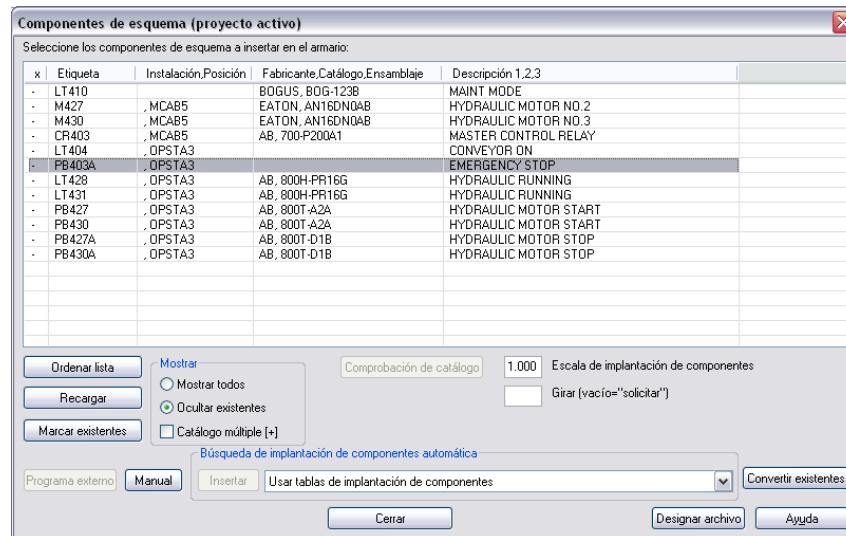 Componentes de esquema (proyecto activo)
Seleccione los componentes de esquema a insertar en el armario:
x Etiqueta Instalación,Posición Fabricante,Catálogo,Ensamblaje Descripción 1,2,3
- LT410 BOGUS, BOG-123B MAINT MODE
- M427 , MCAB5 EATON, AN16DN0AB HYDRAULIC MOTOR NO.2
- M430 , MCAB5 EATON, AN16DN0AB HYDRAULIC MOTOR NO.3
- CR403 , MCAB5 AB, 700-P200A1 MASTER CONTROL RELAY
- LT404 , OPSTA3 CONVEYOR ON
- PB403A , OPSTA3 EMERGENCY STOP
- LT428 , OPSTA3 AB, 800H-PR16G HYDRAULIC RUNNING
- LT431 , OPSTA3 AB, 800H-PR16G HYDRAULIC RUNNING
- PB427 , OPSTA3 AB, 800T-A2A HYDRAULIC MOTOR START
- PB430 , OPSTA3 AB, 800T-A2A HYDRAULIC MOTOR START
- PB427A , OPSTA3 AB, 800T-D1B HYDRAULIC MOTOR STOP
- PB430A , OPSTA3 AB, 800T-D1B HYDRAULIC MOTOR STOP
Ordenar lista
Recargar
Marcar existentes
Mostrar
Mostrar todos
Ocultar existentes
Catálogo múltiple [+]
Comprobación de catálogo
1.000 Escala de implantación de componentes
Girar (vacío="solicitar")
Búsqueda de implantación de componentes automática
Programa externo Manual Insertar Usar tablas de implantación de componentes Convertir existentes
Cerrar Designar archivo Ayuda